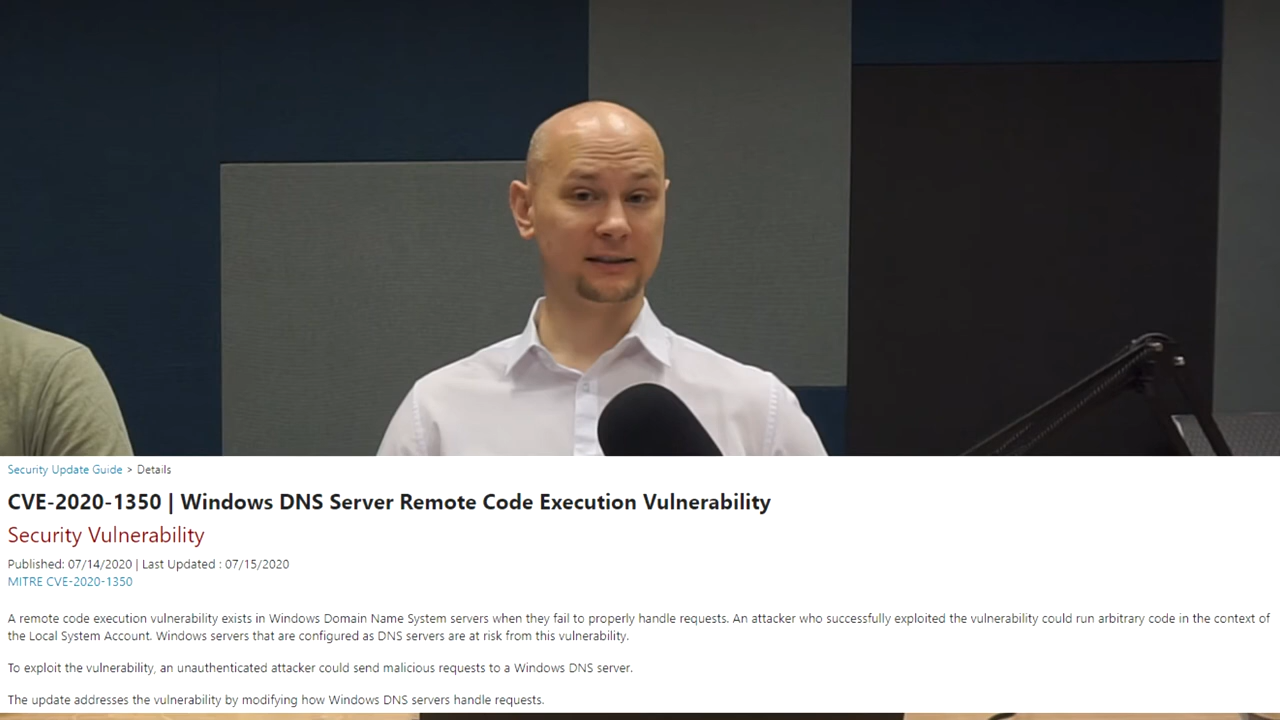 Security Update Guide > Details
CVE-2020-1350 | Windows DNS Server Remote Code Execution Vulnerability
Security Vulnerability
Published: 07/14/2020 | Last Updated : 07/15/2020
MITRE CVE-2020-1350
A remote code execution vulnerability exists in Windows Domain Name System servers when they fail to properly handle requests. An attacker who successfully exploited the vulnerability could run arbitrary code in the context of
the Local System Account. Windows servers that are configured as DNS servers are at risk from this vulnerability.
To exploit the vulnerability, an unauthenticated attacker could send malicious requests to a Windows DNS server.
The update addresses the vulnerability by modifying how Windows DNS servers handle requests.